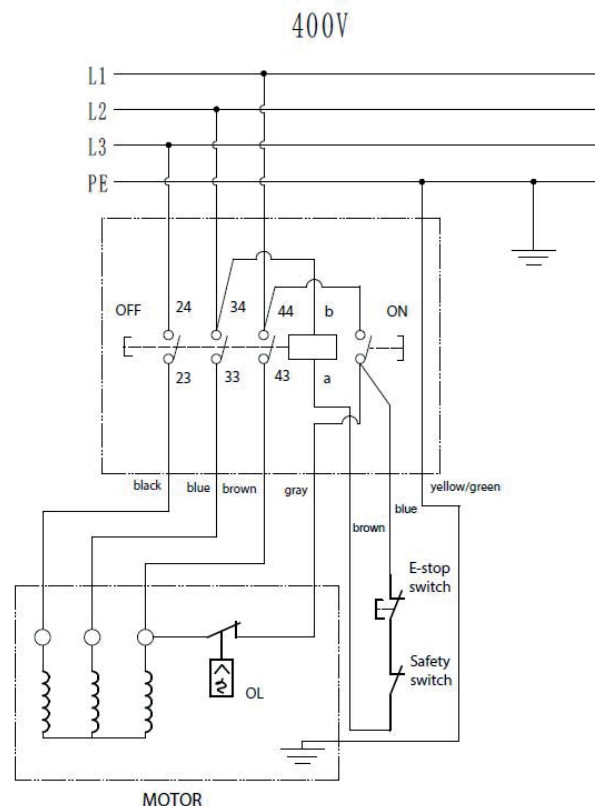 400V
L1
L2
L3
PE
OFF
24
34
44
b
ON
23
33
43
a
black
blue
brown
gray
brown
blue
yellow/green
E-stop
switch
Safety
switch
OL
MOTOR